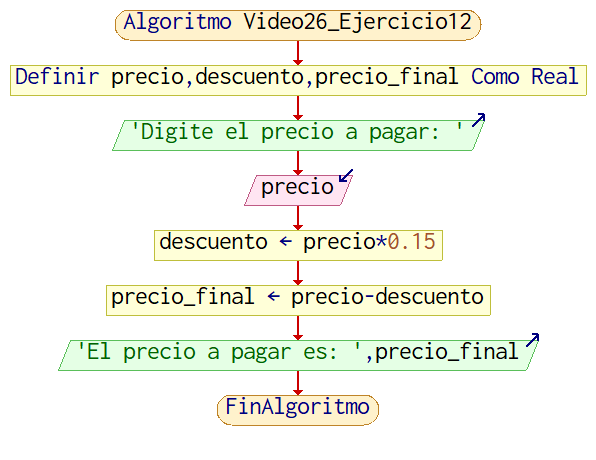 Algoritmo Video26_Ejercicio12
Definir precio,descuento,precio_final Como Real
'Digite el precio a pagar: '
precio
descuento ← precio*0.15
precio_final ← precio-descuento
'El precio a pagar es: ',precio_final
FinAlgoritmo